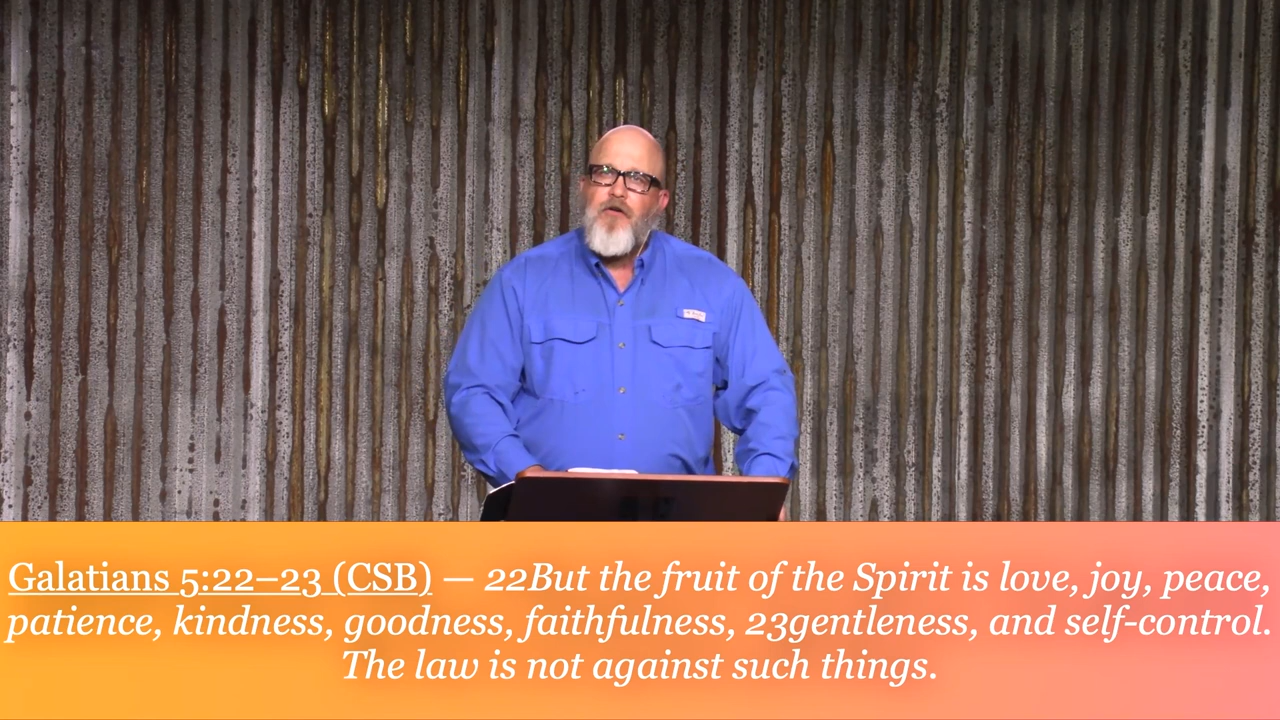 Galatians 5:22–23 (CSB) — 22But the fruit of the Spirit is love, joy, peace,
patience, kindness, goodness, faithfulness, 23gentleness, and self-control.
The law is not against such things.